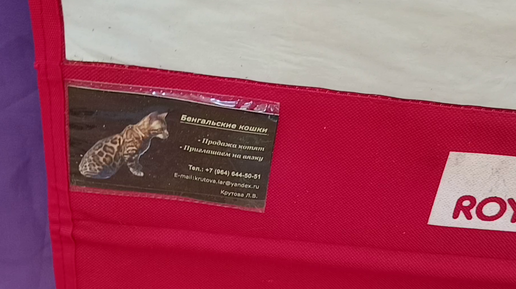 Бенгальские кошки
- Продажа котят
- Приглашаем на вязку
Тел.: +7 (964) 644-50-51
E-mail:krutova.lar@yandex.ru
Крутова Л.В.
ROY